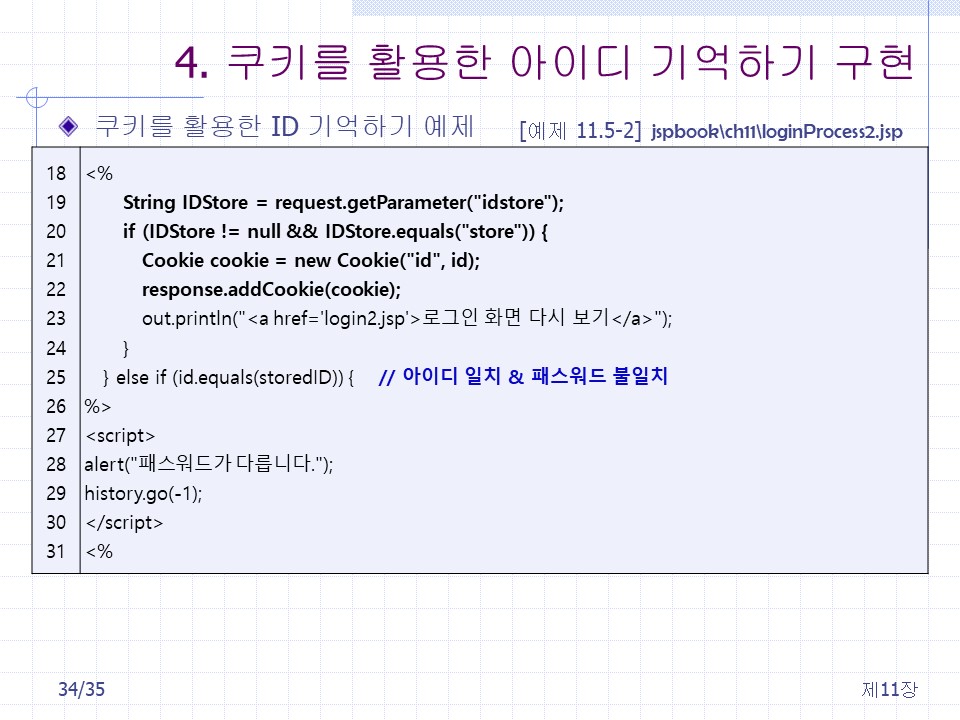 4. 쿠키를 활용한 아이디 기억하기 구현
쿠키를 활용한 ID 기억하기 예제 [예제 11.5-2] jspbook\ch11\loginProcess2.jsp
18 <%
19 String IDStore = request.getParameter("idstore");
20 if (IDStore != null && IDStore.equals("store")) {
21 Cookie cookie = new Cookie("id", id);
22 response.addCookie(cookie);
23 out.println("<a href='login2.jsp'>로그인 화면 다시 보기</a>");
24 }
25 } else if (id.equals(storedID)) { // 아이디 일치 & 패스워드 불일치
26 %>
27 <script>
28 alert("패스워드가 다릅니다.");
29 history.go(-1);
30 </script>
31 <%
34/35 제11장